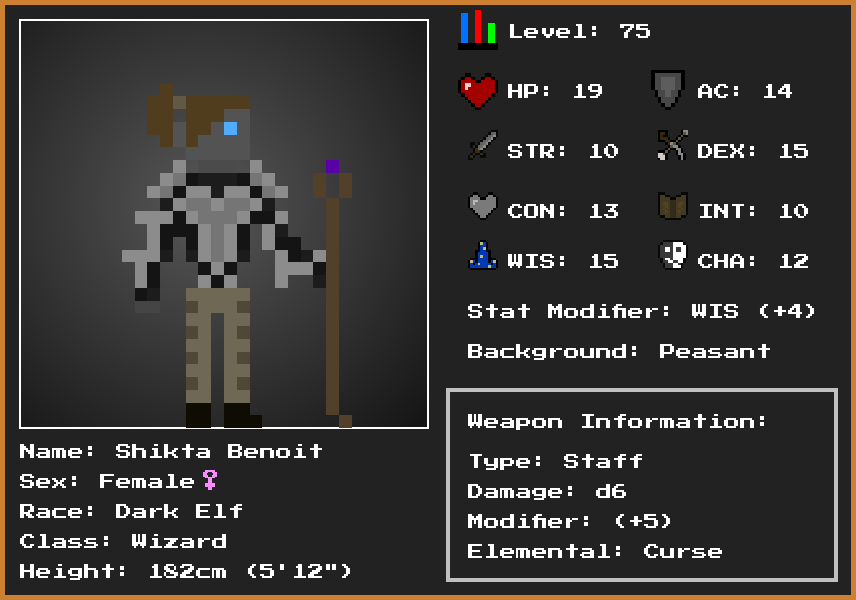 Level: 75
HP: 19
AC: 14
STR: 10
DEX: 15
CON: 13
INT: 10
WIS: 15
CHA: 12
Stat Modifier: WIS (+4)
Background: Peasant
Weapon Information:
Type: Staff
Damage: d6
Modifier: (+5)
Elemental: Curse
Name: Shikta Benoit
Sex: Female♀
Race: Dark Elf
Class: Wizard
Height: 182cm (5'12")